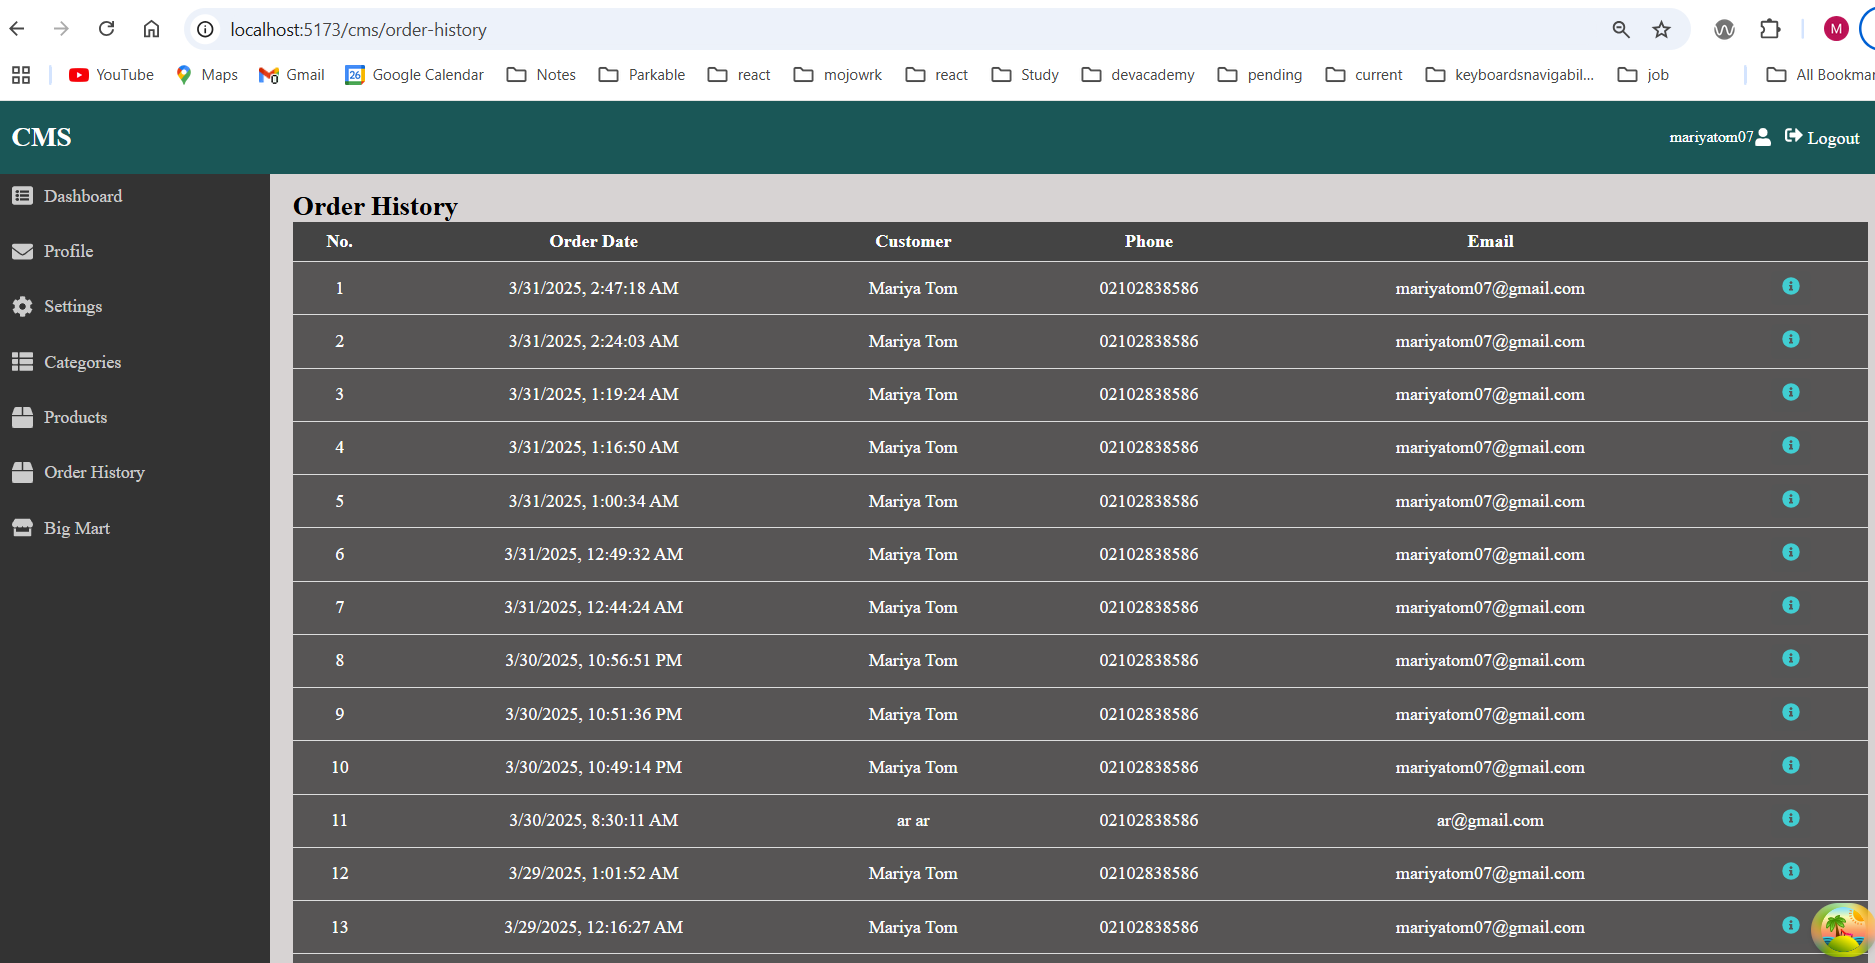 localhost:5173/cms/order-history
M
YouTube Maps Gmail 26 Google Calendar Notes Parkable react mojowrk react Study devacademy pending current keyboardsnavigabil... job All Bookmar
CMS
mariyatom07 Logout
Dashboard
Profile
Settings
Categories
Products
Order History
Big Mart
Order History
No. Order Date Customer Phone Email
1 3/31/2025, 2:47:18 AM Mariya Tom 02102838586 mariyatom07@gmail.com
2 3/31/2025, 2:24:03 AM Mariya Tom 02102838586 mariyatom07@gmail.com
3 3/31/2025, 1:19:24 AM Mariya Tom 02102838586 mariyatom07@gmail.com
4 3/31/2025, 1:16:50 AM Mariya Tom 02102838586 mariyatom07@gmail.com
5 3/31/2025, 1:00:34 AM Mariya Tom 02102838586 mariyatom07@gmail.com
6 3/31/2025, 12:49:32 AM Mariya Tom 02102838586 mariyatom07@gmail.com
7 3/31/2025, 12:44:24 AM Mariya Tom 02102838586 mariyatom07@gmail.com
8 3/30/2025, 10:56:51 PM Mariya Tom 02102838586 mariyatom07@gmail.com
9 3/30/2025, 10:51:36 PM Mariya Tom 02102838586 mariyatom07@gmail.com
10 3/30/2025, 10:49:14 PM Mariya Tom 02102838586 mariyatom07@gmail.com
11 3/30/2025, 8:30:11 AM ar ar 02102838586 ar@gmail.com
12 3/29/2025, 1:01:52 AM Mariya Tom 02102838586 mariyatom07@gmail.com
13 3/29/2025, 12:16:27 AM Mariya Tom 02102838586 mariyatom07@gmail.com